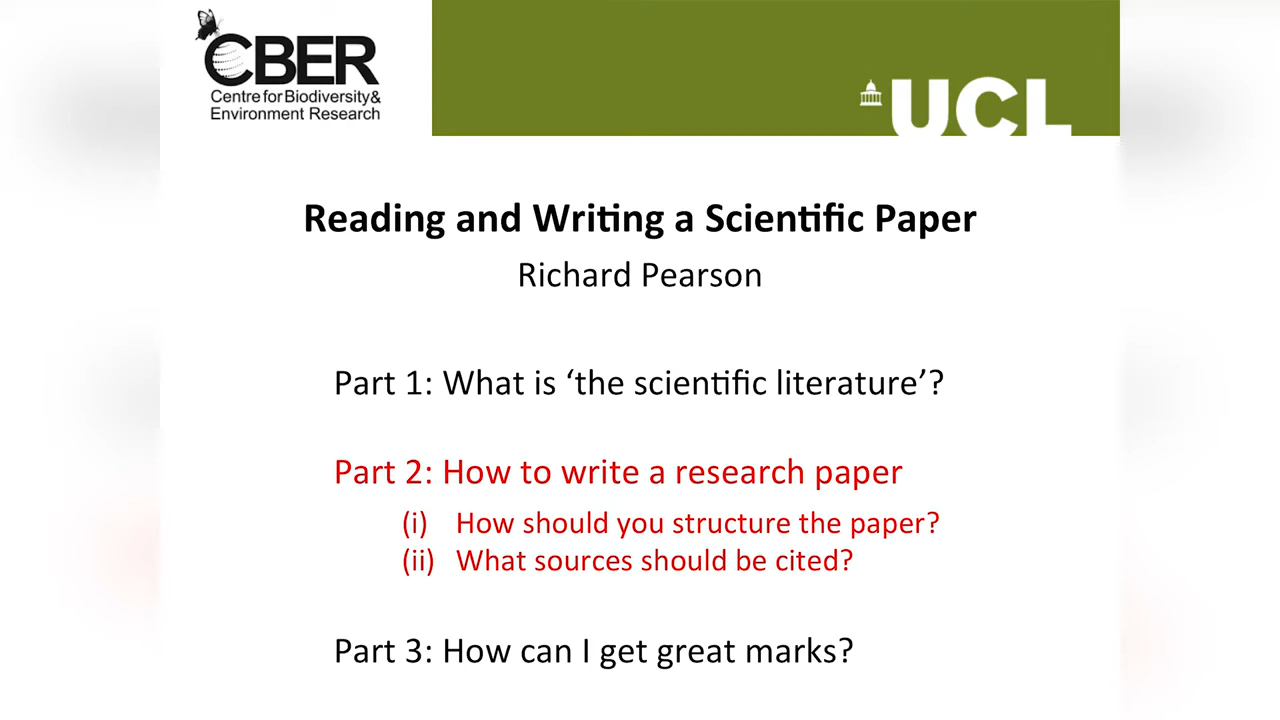 CBER
Centre for Biodiversity&
Environment Research
UCL
Reading and Writing a Scientific Paper
Richard Pearson
Part 1: What is ‘the scientific literature’?
Part 2: How to write a research paper
(i) How should you structure the paper?
(ii) What sources should be cited?
Part 3: How can I get great marks?